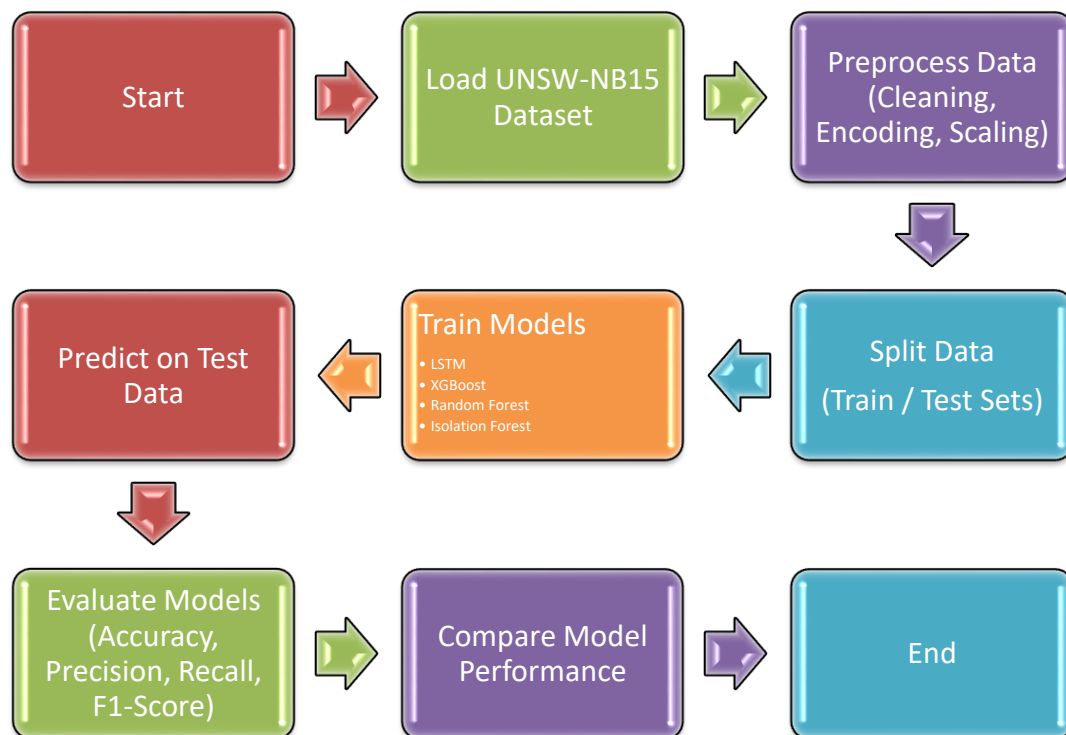 Start
Load UNSW-NB15
Dataset
Preprocess Data
(Cleaning,
Encoding, Scaling)
Split Data
(Train / Test Sets)
Train Models
• LSTM
• XGBoost
• Random Forest
• Isolation Forest
Predict on Test
Data
Evaluate Models
(Accuracy,
Precision, Recall,
F1-Score)
Compare Model
Performance
End